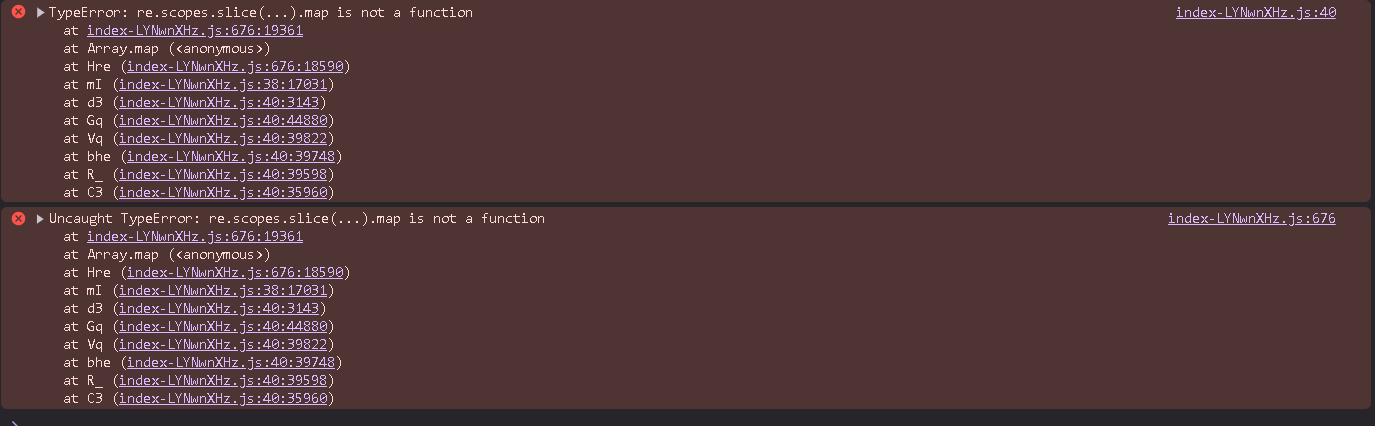 TypeError: re.scopes.slice(...).map is not a function index-LYNwnXHz.js:40
at index-LYNwnXHz.js:676:19361
at Array.map (<anonymous>)
at Hre (index-LYNwnXHz.js:676:18590)
at mI (index-LYNwnXHz.js:38:17031)
at d3 (index-LYNwnXHz.js:40:3143)
at Gq (index-LYNwnXHz.js:40:44880)
at Vq (index-LYNwnXHz.js:40:39822)
at bhe (index-LYNwnXHz.js:40:39748)
at R_ (index-LYNwnXHz.js:40:39598)
at C3 (index-LYNwnXHz.js:40:35960)
Uncaught TypeError: re.scopes.slice(...).map is not a function index-LYNwnXHz.js:676
at index-LYNwnXHz.js:676:19361
at Array.map (<anonymous>)
at Hre (index-LYNwnXHz.js:676:18590)
at mI (index-LYNwnXHz.js:38:17031)
at d3 (index-LYNwnXHz.js:40:3143)
at Gq (index-LYNwnXHz.js:40:44880)
at Vq (index-LYNwnXHz.js:40:39822)
at bhe (index-LYNwnXHz.js:40:39748)
at R_ (index-LYNwnXHz.js:40:39598)
at C3 (index-LYNwnXHz.js:40:35960)